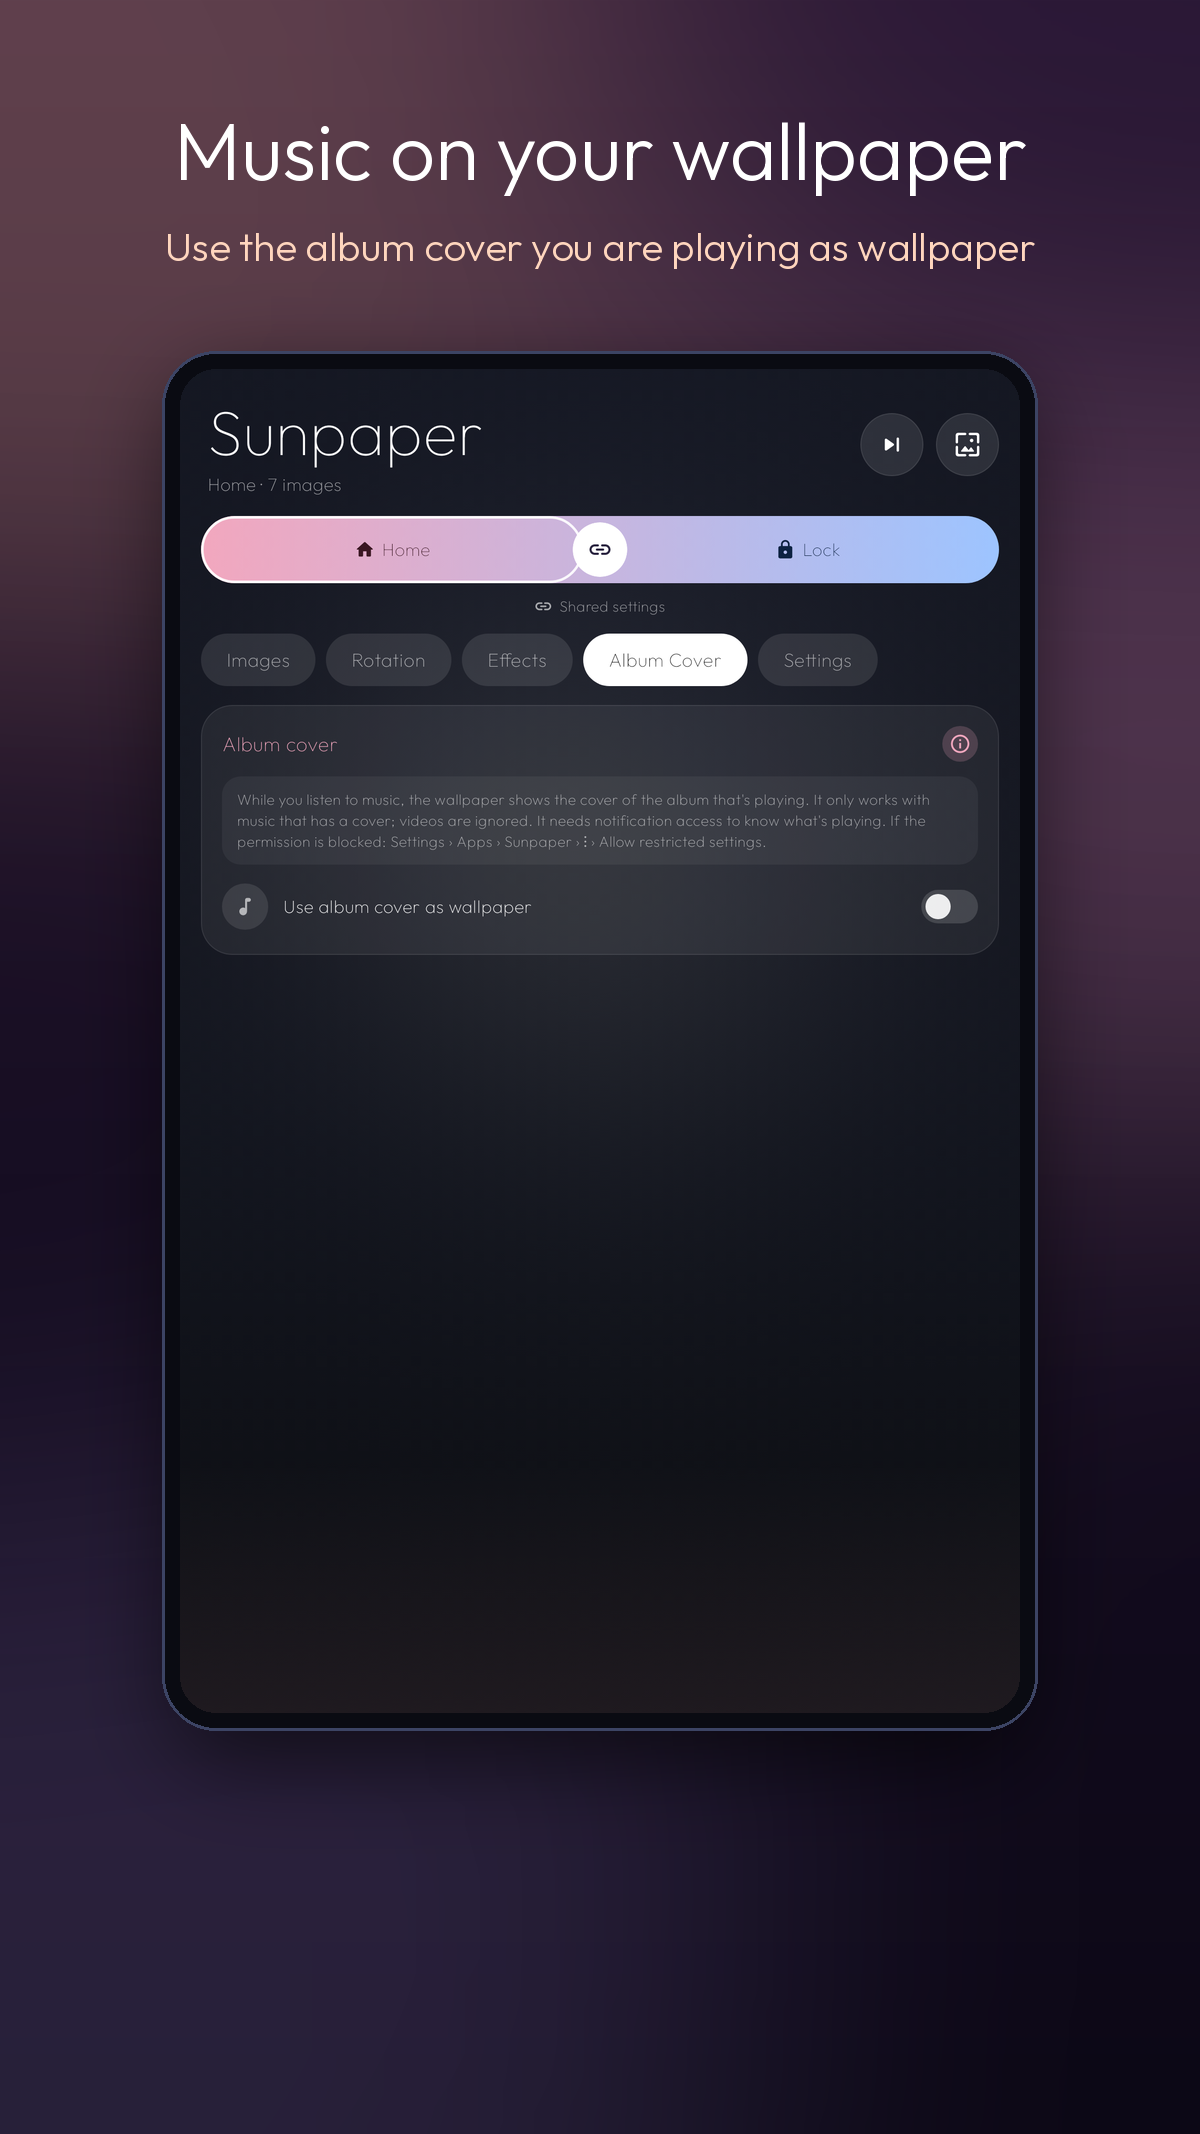 Music on your wallpaper
Use the album cover you are playing as wallpaper
Sunpaper
Home · 7 images
Home
Lock
Shared settings
Images
Rotation
Effects
Album Cover
Settings
Album cover
While you listen to music, the wallpaper shows the cover of the album that's playing. It only works with
music that has a cover; videos are ignored. It needs notification access to know what's playing. If the
permission is blocked: Settings › Apps › Sunpaper › ⋮ › Allow restricted settings.
Use album cover as wallpaper